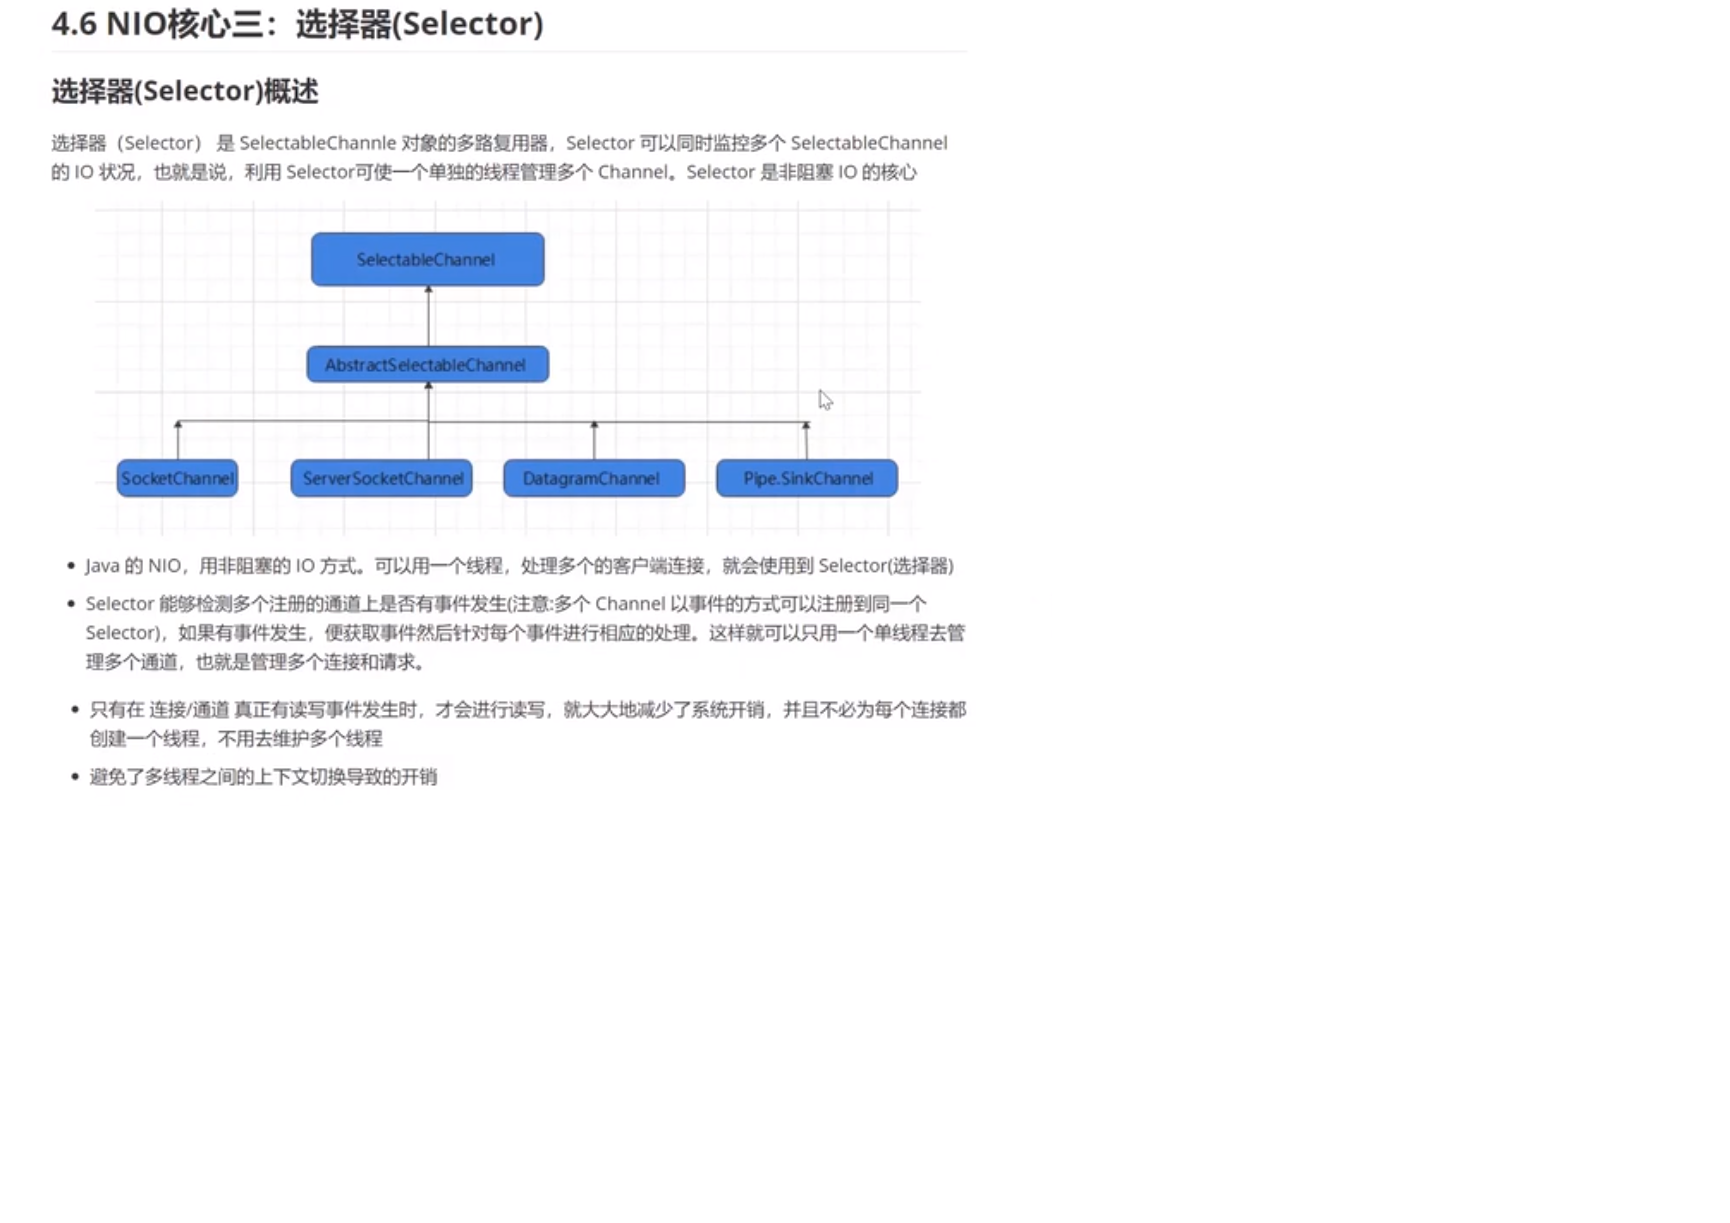 4.6 NIO核心三：选择器(Selector)
选择器(Selector)概述
选择器（Selector） 是 SelectableChannle 对象的多路复用器，Selector 可以同时监控多个 SelectableChannel
的 IO 状况，也就是说，利用 Selector可使一个单独的线程管理多个 Channel。Selector 是非阻塞 IO 的核心
SelectableChannel
AbstractSelectableChannel
SocketChannel
ServerSocketChannel
DatagramChannel
Pipe.SinkChannel
Java 的 NIO，用非阻塞的 IO 方式。可以用一个线程，处理多个的客户端连接，就会使用到 Selector(选择器)
Selector 能够检测多个注册的通道上是否有事件发生(注意:多个 Channel 以事件的方式可以注册到同一个
Selector)，如果有事件发生，便获取事件然后针对每个事件进行相应的处理。这样就可以只用一个单线程去管
理多个通道，也就是管理多个连接和请求。
只有在 连接/通道 真正有读写事件发生时，才会进行读写，就大大地减少了系统开销，并且不必为每个连接都
创建一个线程，不用去维护多个线程
避免了多线程之间的上下文切换导致的开销